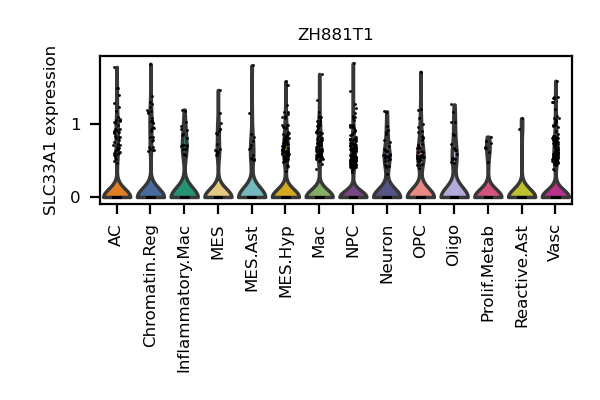 ZH881T1
SLC33A1 expression
1
0
AC
Chromatin.Reg
Inflammatory.Mac
MES
MES.Ast
MES.Hyp
Mac
NPC
Neuron
OPC
Oligo
Prolif.Metab
Reactive.Ast
Vasc